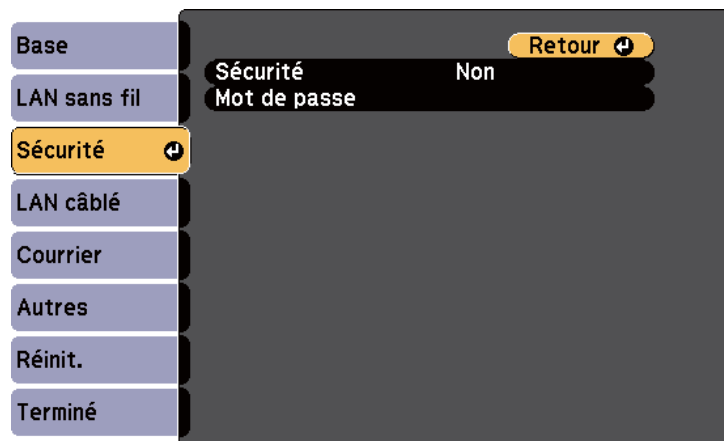 Base
LAN sans fil
Sécurité
LAN câblé
Courrier
Autres
Réinit.
Terminé
Retour
Sécurité Non
Mot de passe